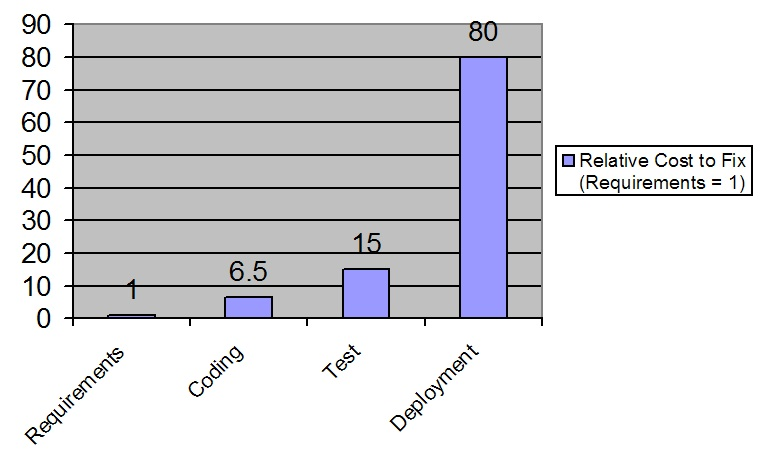 90
80
70
60
50
40
30
20
10
0
1
6.5
15
80
Requirements
Coding
Test
Deployment
Relative Cost to Fix
(Requirements = 1)